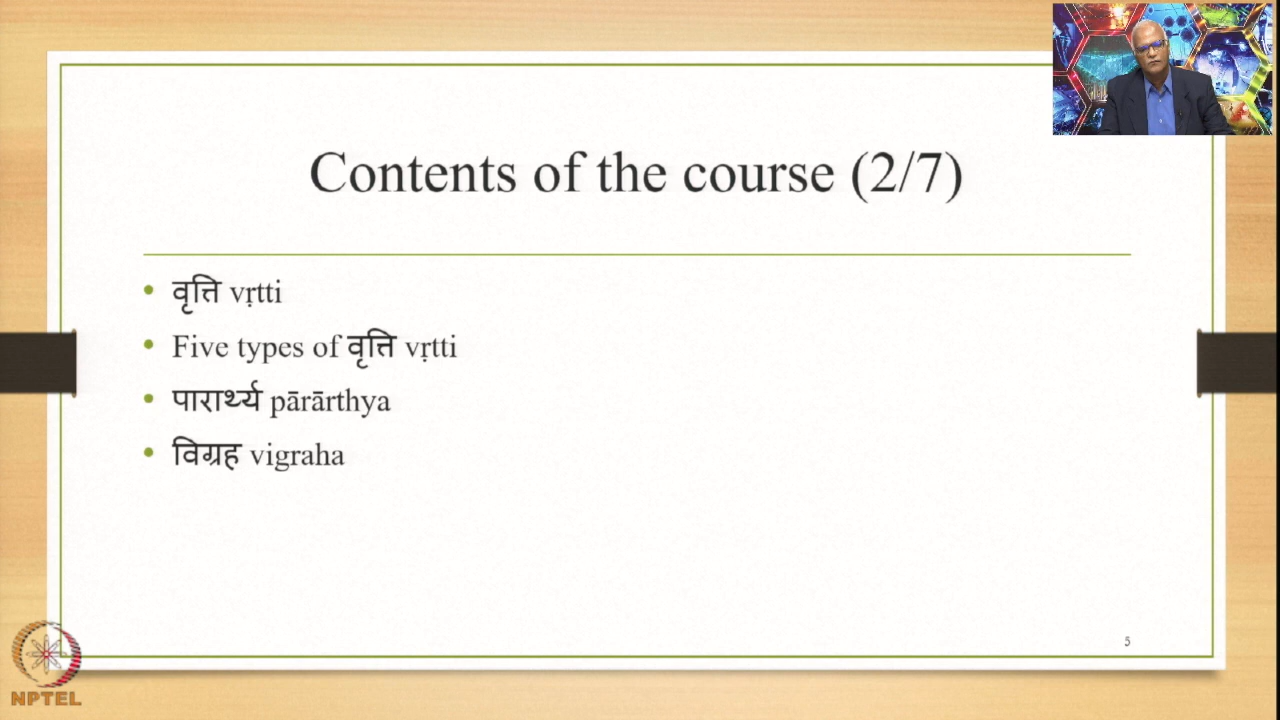 Contents of the course (2/7)
• वृत्ति vṛtti
• Five types of वृत्ति vṛtti
• पारार्थ्य pārārthya
• विग्रह vigraha
5
NPTEL